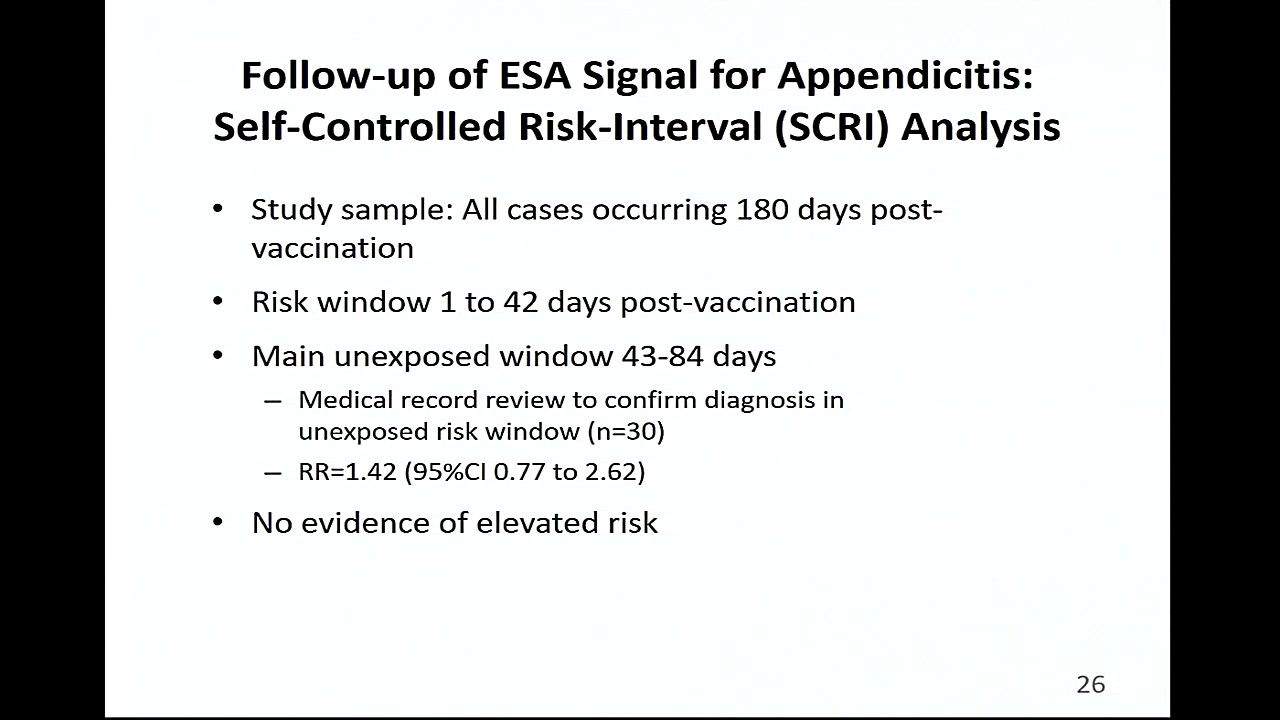 Follow-up of ESA Signal for Appendicitis:
Self-Controlled Risk-Interval (SCRI) Analysis
• Study sample: All cases occurring 180 days post-
vaccination
• Risk window 1 to 42 days post-vaccination
• Main unexposed window 43-84 days
– Medical record review to confirm diagnosis in
unexposed risk window (n=30)
– RR=1.42 (95%CI 0.77 to 2.62)
• No evidence of elevated risk
26